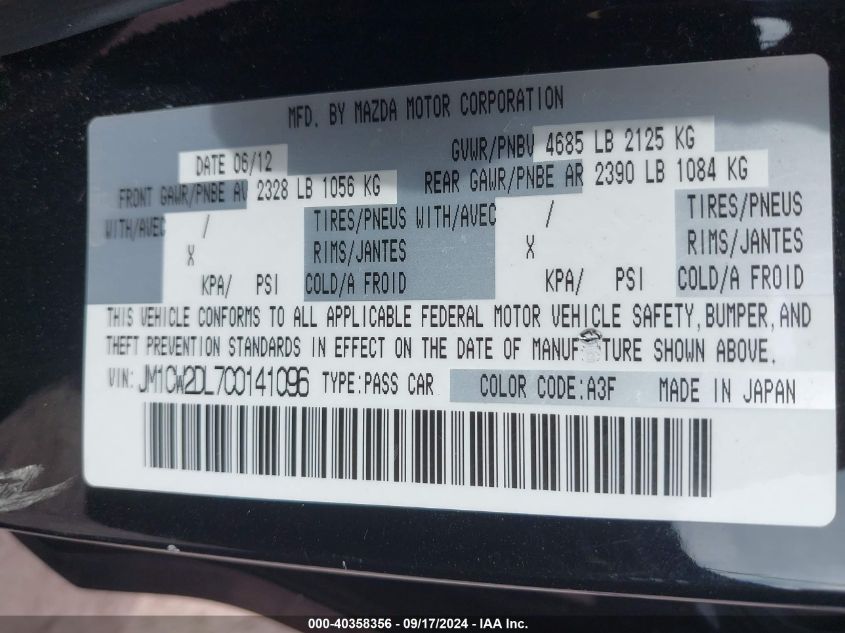 MFD. BY MAZDA MOTOR CORPORATION
DATE 06/12 GVWR/PNBV 4685 LB 2125 KG
FRONT GAWR/PNBE AV 2328 LB 1056 KG REAR GAWR/PNBE AR 2390 LB 1084 KG
WITH/AVEC / TIRES/PNEUS WITH/AVEC / TIRES/PNEUS
X RIMS/JANTES X RIMS/JANTES
KPA/ PSI COLD/A FROID KPA/ PSI COLD/A FROID
THIS VEHICLE CONFORMS TO ALL APPLICABLE FEDERAL MOTOR VEHICLE SAFETY, BUMPER, AND
THEFT PREVENTION STANDARDS IN EFFECT ON THE DATE OF MANUF TURE SHOWN ABOVE.
VIN: JM1CW2DL7C0141096 TYPE:PASS CAR COLOR CODE:A3F MADE IN JAPAN
000-40358356 - 09/17/2024 - IAA Inc.